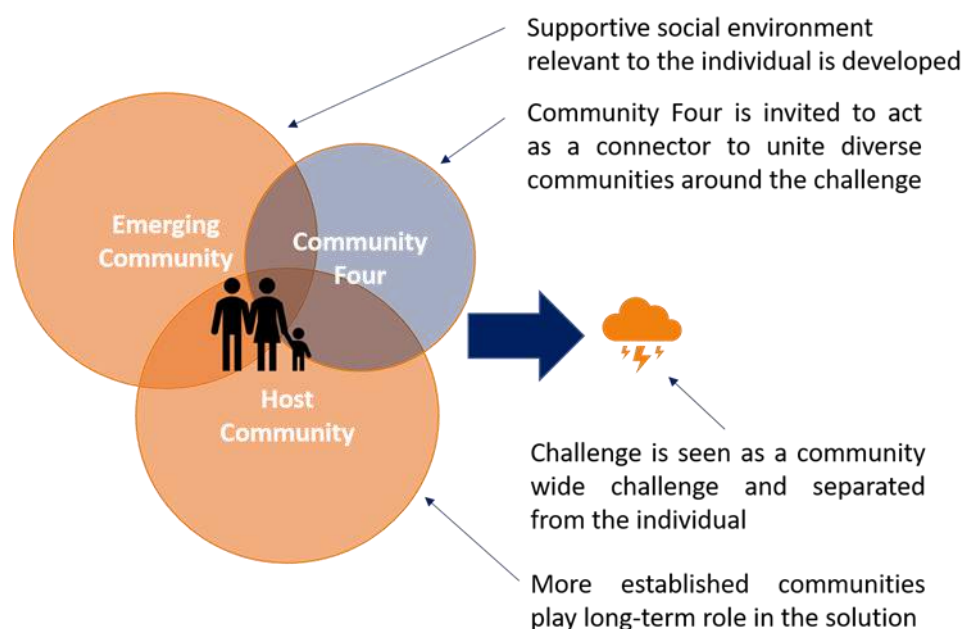 Supportive social environment
relevant to the individual is developed
Community Four is invited to act
as a connector to unite diverse
communities around the challenge
Emerging
Community
Community
Four
Host
Community
Challenge is seen as a community
wide challenge and separated
from the individual
More established communities
play long-term role in the solution